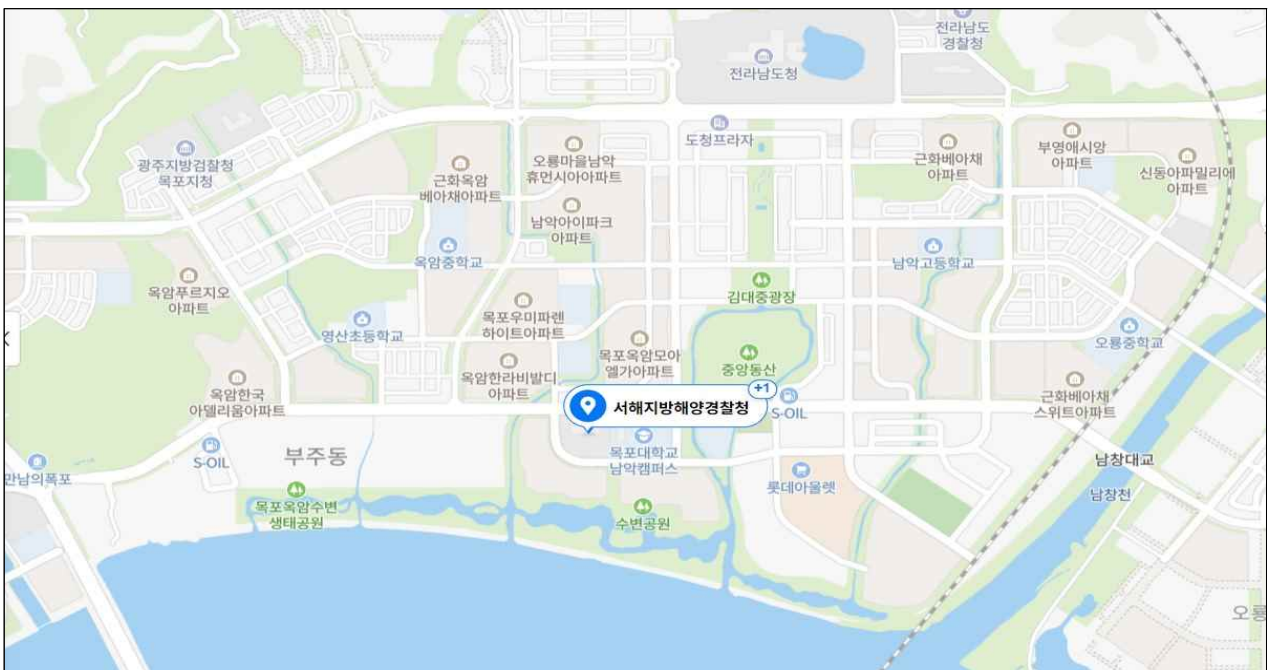 전라남도
경찰청
전라남도청
도청프라자
광주지방검찰청
목포지청
오룡마을남악
휴먼시아아파트
근화옥암
베아채아파트
근화베아채
아파트
부영애시앙
아파트
신동아파밀리에
아파트
남악아이파크
아파트
옥암중학교
남악고등학교
옥암푸르지오
아파트
김대중광장
목포우미파렌
하이트아파트
영산초등학교
오룡중학교
목포옥암모아
엘가아파트
중앙동산
옥암한라비발디
아파트
옥암한국
아델리움아파트
+1
서해지방해양경찰청
S-OIL
근화베아채
스위트아파트
S-OIL
부주동
목포대학교
남악캠퍼스
남창대교
만남의폭포
롯데아울렛
남창천
목포옥암수변
생태공원
수변공원
오룡